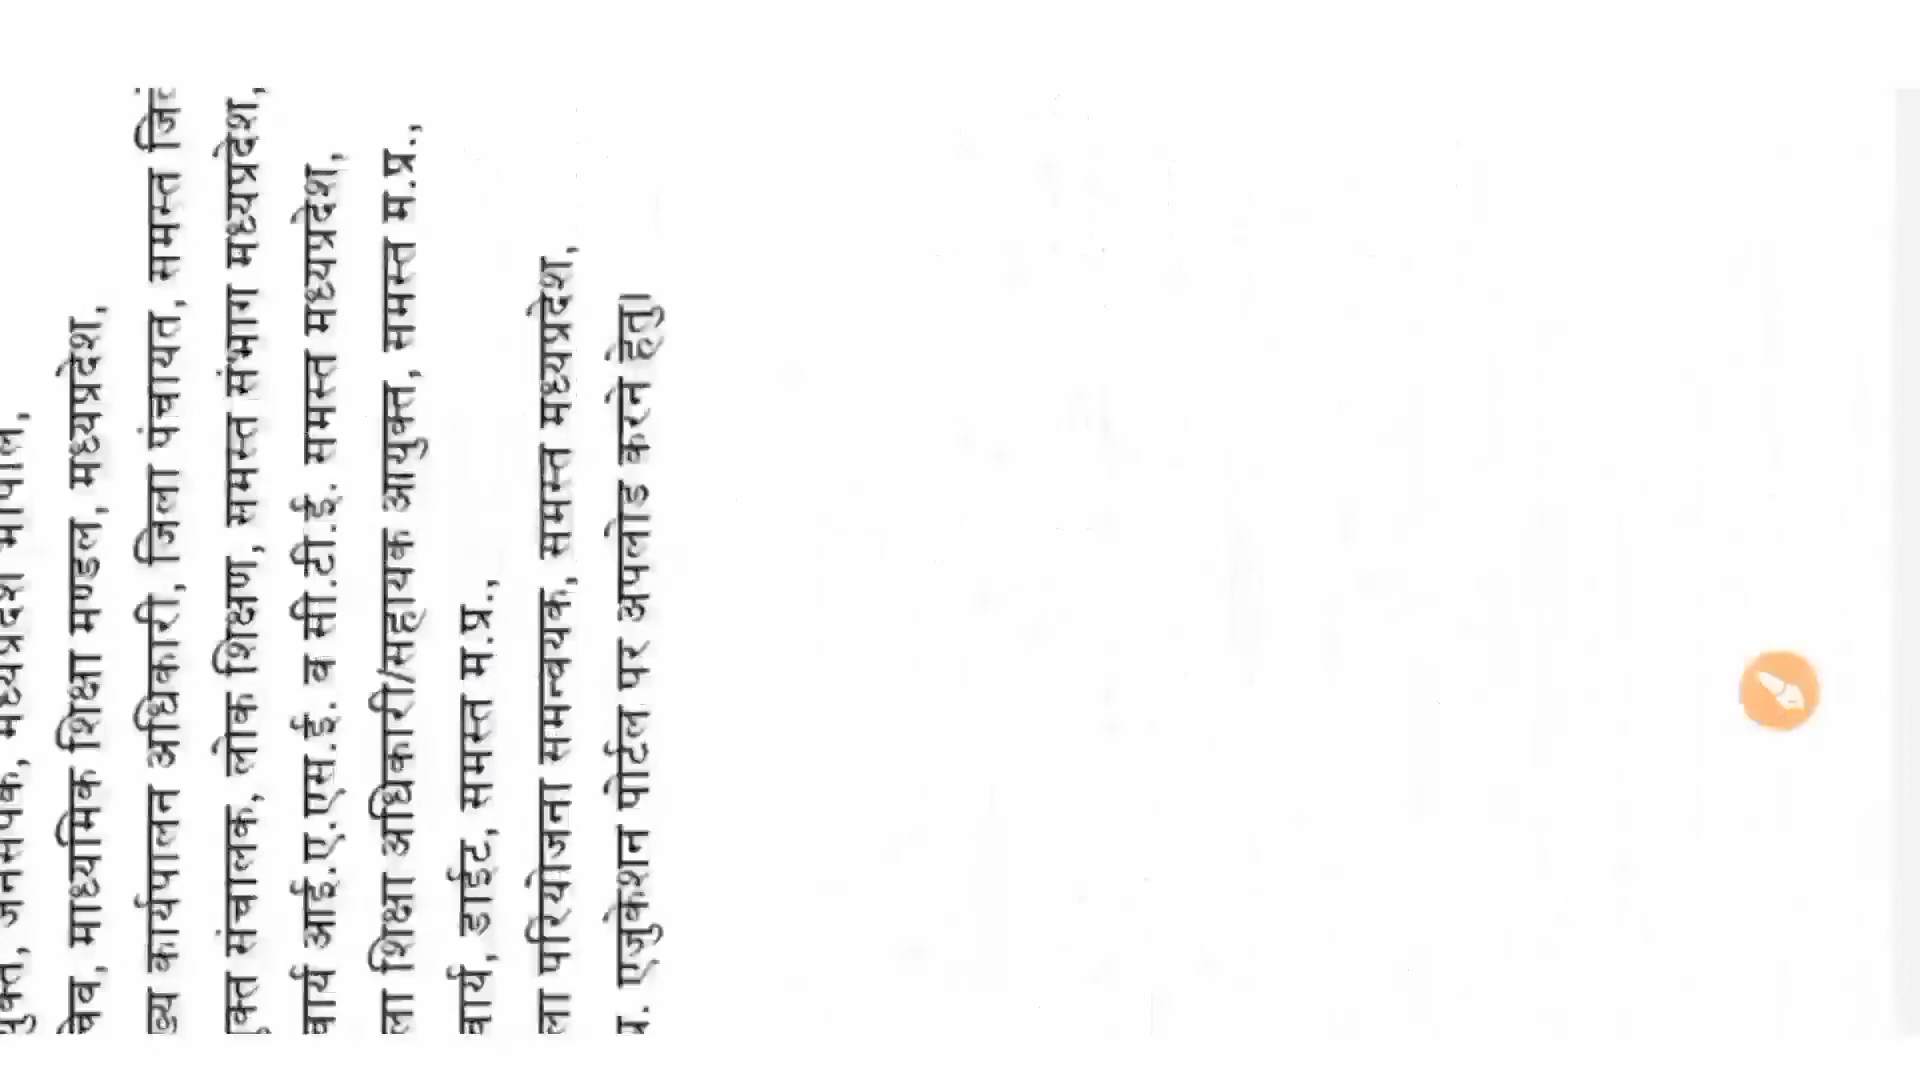 जनसंपर्क, मध्यप्रदेश भोपाल,
माध्यमिक शिक्षा मण्डल, मध्यप्रदेश,
कार्यपालन अधिकारी, जिला पंचायत, समस्त
संचालक, लोक शिक्षण, समस्त संभाग मध्यप्रदेश,
आई.ए.एस.ई. व सी.टी.ई. समस्त मध्यप्रदेश,
शिक्षा अधिकारी/सहायक आयुक्त, समस्त म.प्र.,
डाईट, समस्त म.प्र.,
परियोजना समन्वयक, समस्त मध्यप्रदेश,
एजुकेशन पोर्टल पर अपलोड करने हेतु।